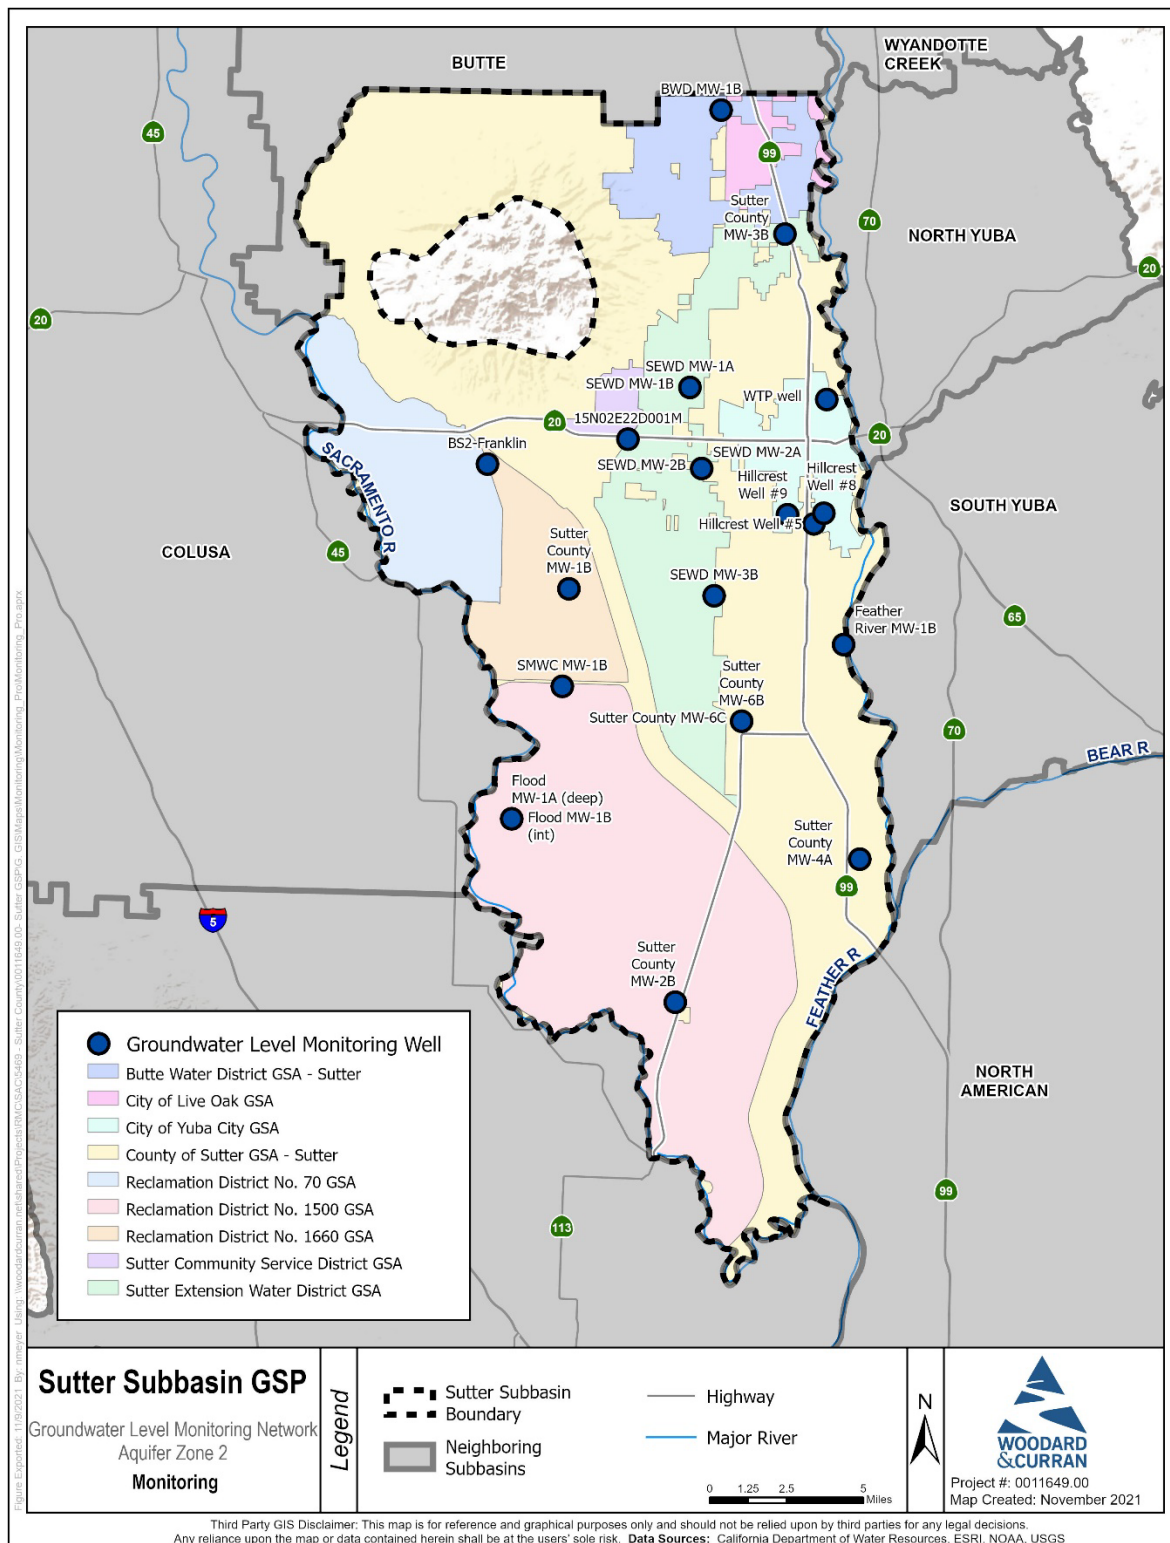 BUTTE
WYANDOTTE
CREEK
45
BWD MW-1B
99
Sutter
County
MW-3B
70
NORTH YUBA
20
20
SEWD MW-1A
SEWD MW-1B
WTP well
15N02E22D001M
20
20
BS2-Franklin
SEWD MW-2A
SEWD MW-2B
Hillcrest
Well #8
Hillcrest
Well #9
Hillcrest Well #5
SACRAMENTO R
SOUTH YUBA
COLUSA
45
Sutter
County
MW-1B
SEWD MW-3B
Feather
River MW-1B
65
SMWC MW-1B
Sutter
County
MW-6B
Sutter County MW-6C
70
BEAR R
Flood
MW-1A (deep)
Flood MW-1B
(int)
Sutter
County
MW-4A
99
5
Sutter
County
MW-2B
FEATHER R
NORTH
AMERICAN
99
113
Groundwater Level Monitoring Well
Butte Water District GSA - Sutter
City of Live Oak GSA
City of Yuba City GSA
County of Sutter GSA - Sutter
Reclamation District No. 70 GSA
Reclamation District No. 1500 GSA
Reclamation District No. 1660 GSA
Sutter Community Service District GSA
Sutter Extension Water District GSA
Sutter Subbasin GSP
Groundwater Level Monitoring Network
Aquifer Zone 2
Monitoring
Legend
Sutter Subbasin
Boundary
Neighboring
Subbasins
Highway
Major River
0 1.25 2.5 5
Miles
N
WOODARD
&CURRAN
Project #: 0011649.00
Map Created: November 2021
Third Party GIS Disclaimer: This map is for reference and graphical purposes only and should not be relied upon by third parties for any legal decisions.
Any reliance upon the map or data contained herein shall be at the users' sole risk. Data Sources: California Department of Water Resources, ESRI, NOAA, USGS
Figure Exported: 11/9/2021 By: nmeyer Using: